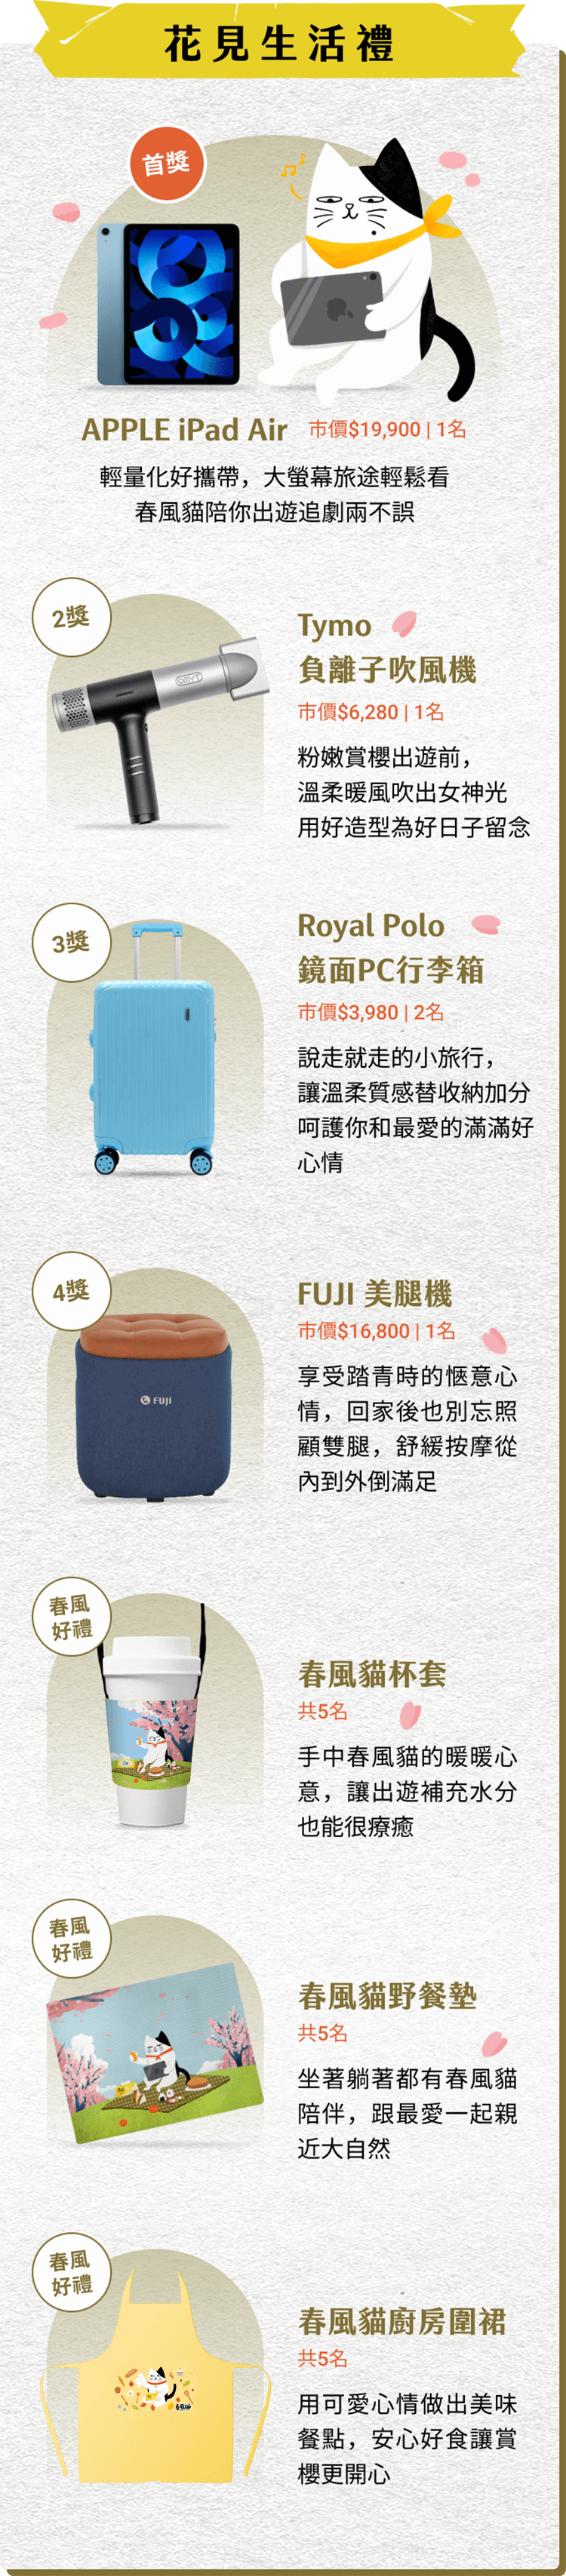 花見生活禮
首獎
APPLE iPad Air 市價$19,900 | 1名
輕量化好攜帶，大螢幕旅途輕鬆看
春風貓陪你出遊追劇兩不誤
2獎
Tymo
負離子吹風機
市價$6,280 | 1名
粉嫩賞櫻出遊前，
溫柔暖風吹出女神光
用好造型為好日子留念
TYMO
3獎
Royal Polo
鏡面PC行李箱
市價$3,980 | 2名
說走就走的小旅行，
讓溫柔質感替收納加分
呵護你和最愛的滿滿好
心情
4獎
FUJI 美腿機
市價$16,800 | 1名
享受踏青時的愜意心
情，回家後也別忘照
顧雙腿，舒緩按摩從
內到外倒滿足
FUJI
春風
好禮
春風貓杯套
共5名
手中春風貓的暖暖心
意，讓出遊補充水分
也能很療癒
春風
好禮
春風貓野餐墊
共5名
坐著躺著都有春風貓
陪伴，跟最愛一起親
近大自然
春風
好禮
春風貓廚房圍裙
共5名
用可愛心情做出美味
餐點，安心好食讓賞
櫻更開心